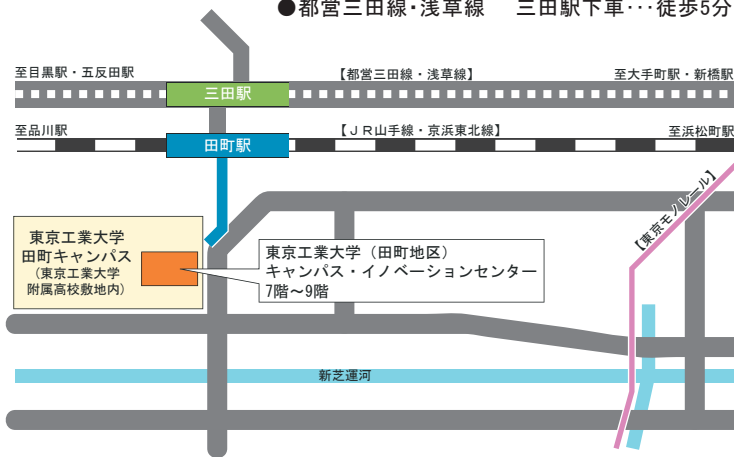 ●都営三田線・浅草線　三田駅下車･･･徒歩5分
至目黒駅・五反田駅
【都営三田線・浅草線】
至大手町駅・新橋駅
三田駅
至品川駅
【ＪＲ山手線・京浜東北線】
至浜松町駅
田町駅
【東京モノレール】
東京工業大学
田町キャンパス
（東京工業大学
附属高校敷地内）
東京工業大学（田町地区）
キャンパス・イノベーションセンター
7階～9階
新芝運河